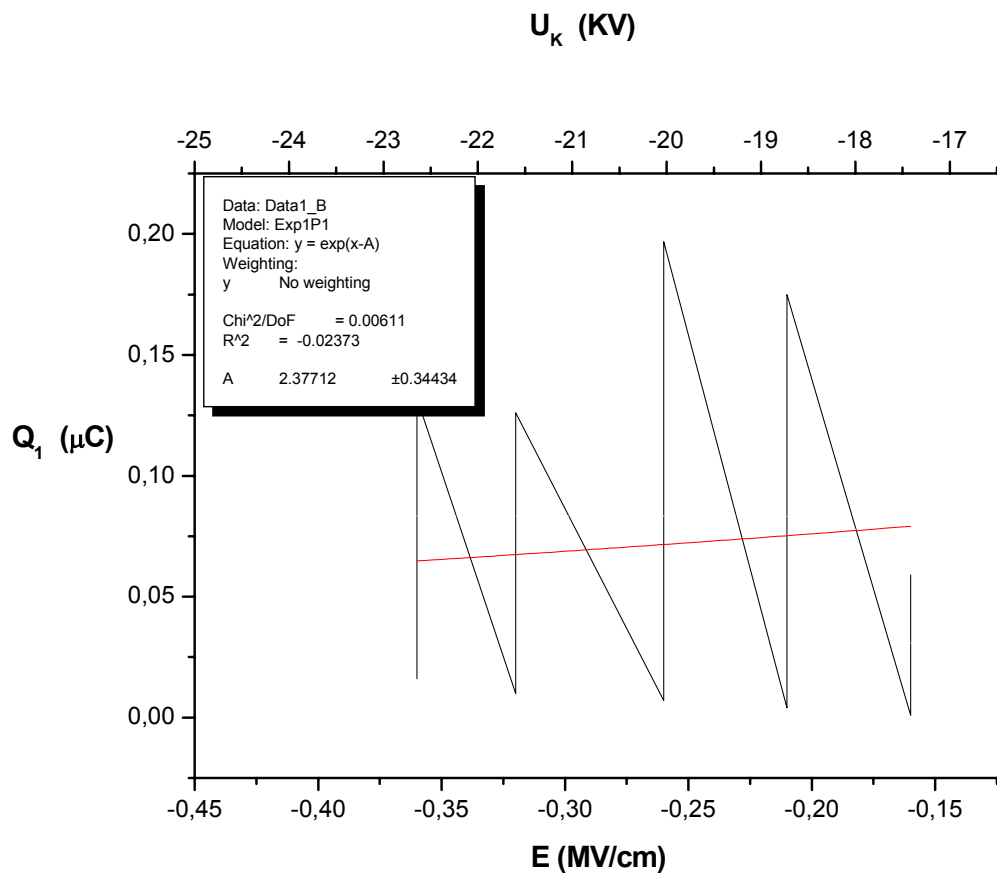 U_K (KV)
-25 -24 -23 -22 -21 -20 -19 -18 -17
Data: Data1_B
Model: Exp1P1
Equation: y = exp(x-A)
Weighting:
y No weighting
Chi^2/DoF = 0.00611
R^2 = -0.02373
A 2.37712 ±0.34434
0,20
0,15
Q_1 (μC)
0,10
0,05
0,00
-0,45 -0,40 -0,35 -0,30 -0,25 -0,20 -0,15
E (MV/cm)